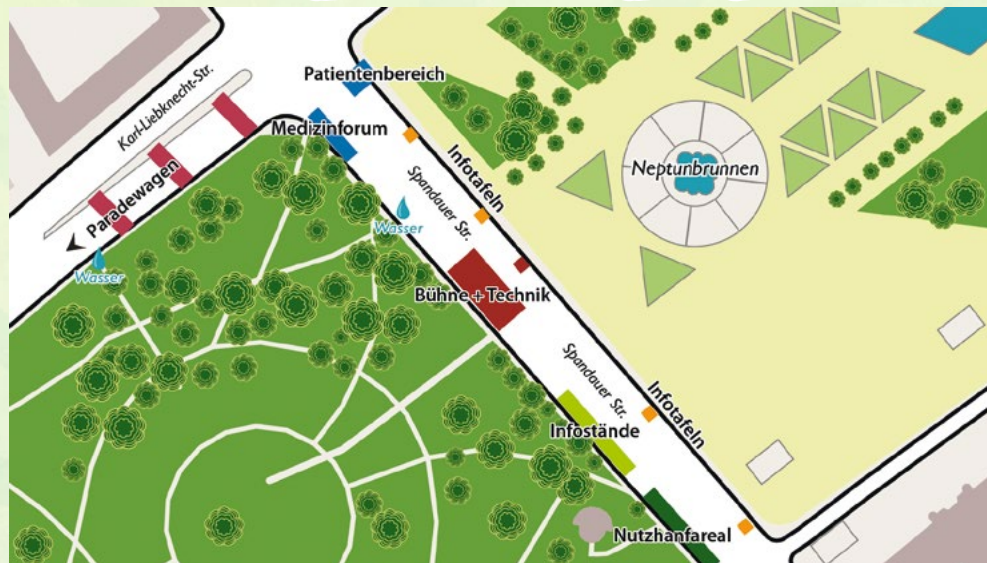 Patientenbereich
Karl-Liebknecht-Str.
Medizinforum
Infotafeln
Neptunbrunnen
Paradewagen
Spandauer Str.
Wasser
Wasser
Bühne + Technik
Spandauer Str.
Infotafeln
Infostände
Nutzhanfareal